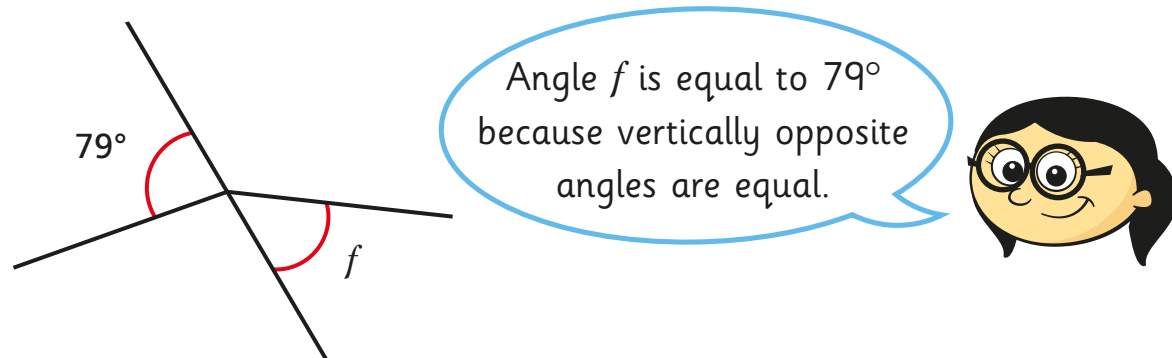 79°
f
Angle f is equal to 79°
because vertically opposite
angles are equal.